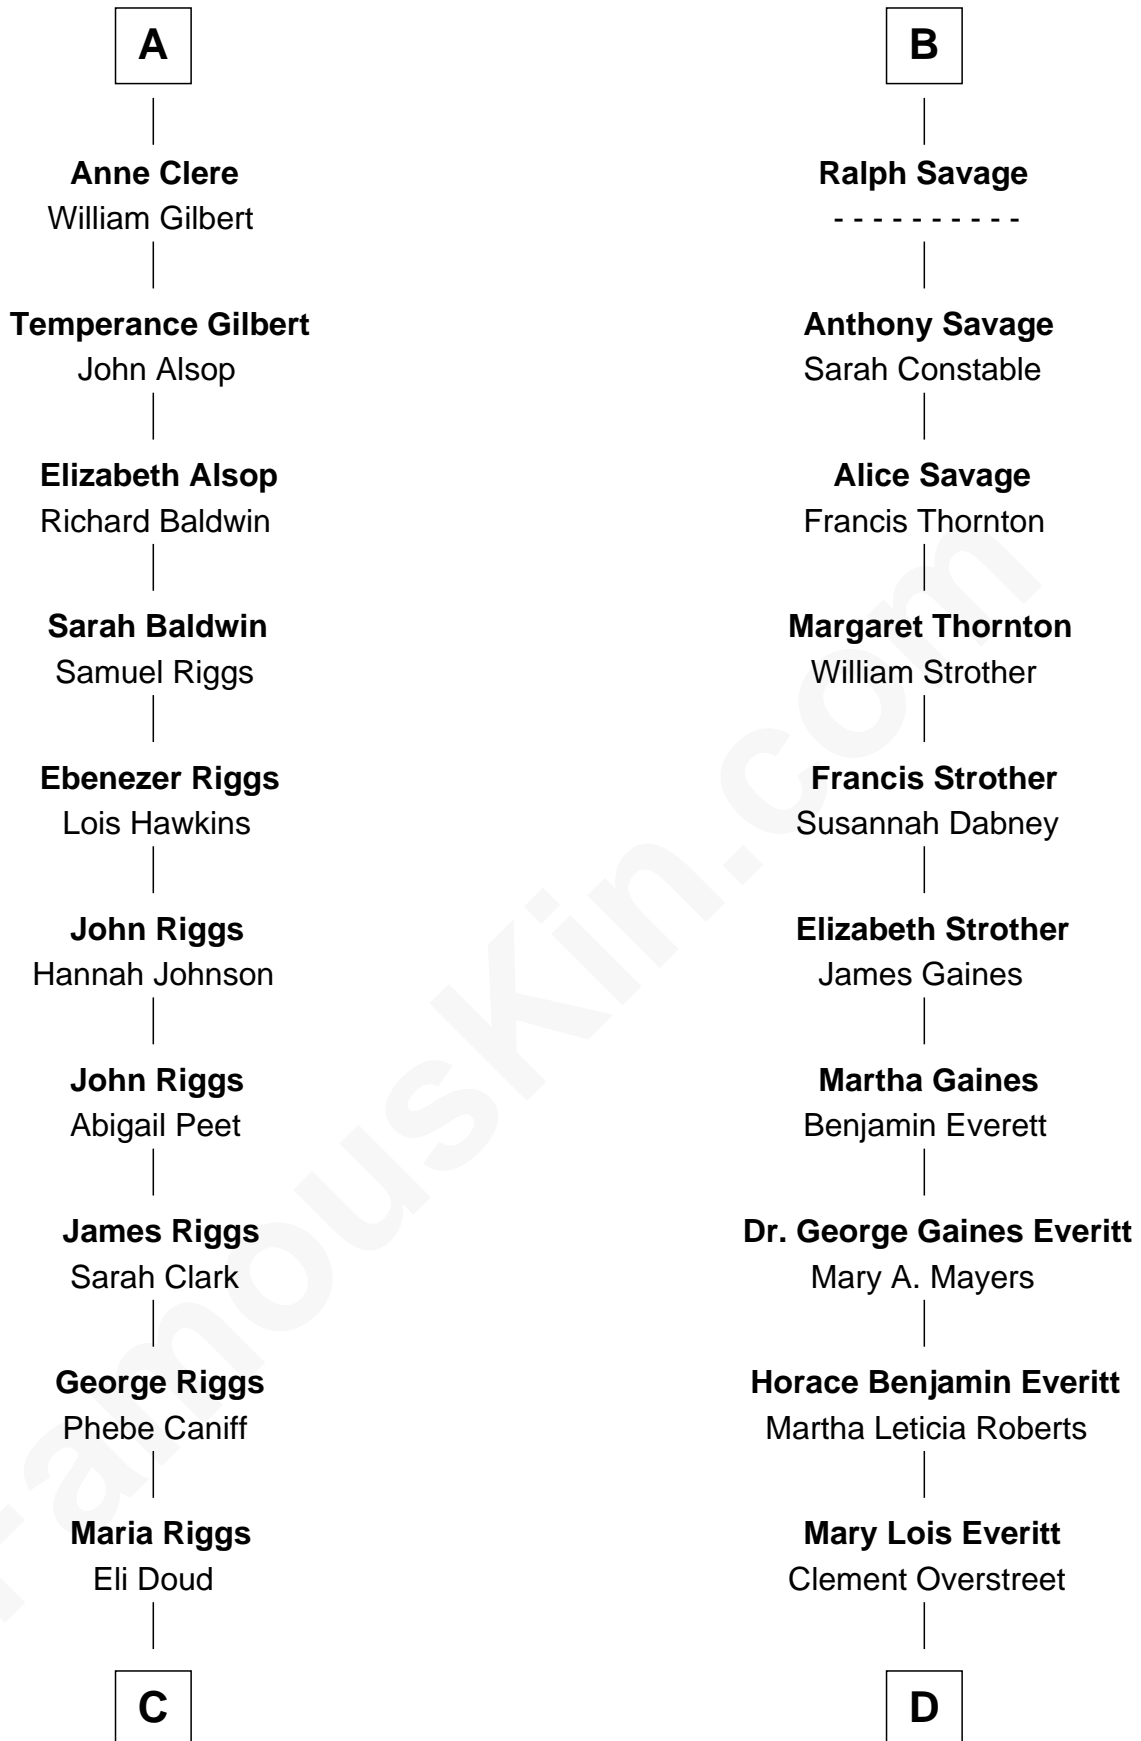 A
Anne Clere
William Gilbert
Temperance Gilbert
John Alsop
Elizabeth Alsop
Richard Baldwin
Sarah Baldwin
Samuel Riggs
Ebenezer Riggs
Lois Hawkins
John Riggs
Hannah Johnson
John Riggs
Abigail Peet
James Riggs
Sarah Clark
George Riggs
Phebe Caniff
Maria Riggs
Eli Doud
C
B
Ralph Savage
- - - - - - - - - -
Anthony Savage
Sarah Constable
Alice Savage
Francis Thornton
Margaret Thornton
William Strother
Francis Strother
Susannah Dabney
Elizabeth Strother
James Gaines
Martha Gaines
Benjamin Everett
Dr. George Gaines Everitt
Mary A. Mayers
Horace Benjamin Everitt
Martha Leticia Roberts
Mary Lois Everitt
Clement Overstreet
D
FamousKin.com